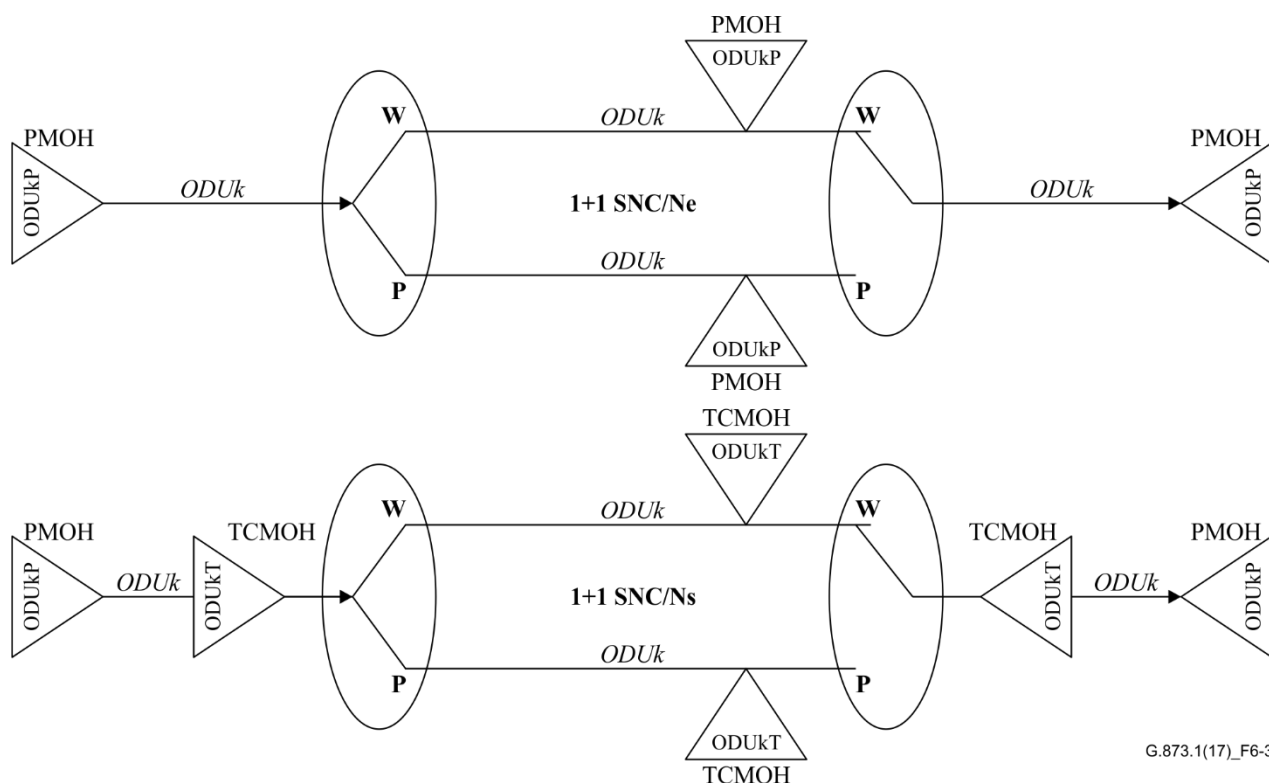 PMOH
ODUkP
PMOH
ODUkP
ODUk
W
ODUk
W
1+1 SNC/Ne
ODUk
PMOH
ODUkP
P
ODUk
P
ODUkP
PMOH
TCMOH
ODUkT
PMOH
ODUkP
ODUk
TCMOH
ODUkT
W
ODUk
W
1+1 SNC/Ns
TCMOH
ODUkT
ODUk
PMOH
ODUkP
P
ODUk
P
ODUkT
TCMOH
G.873.1(17)_F6-3